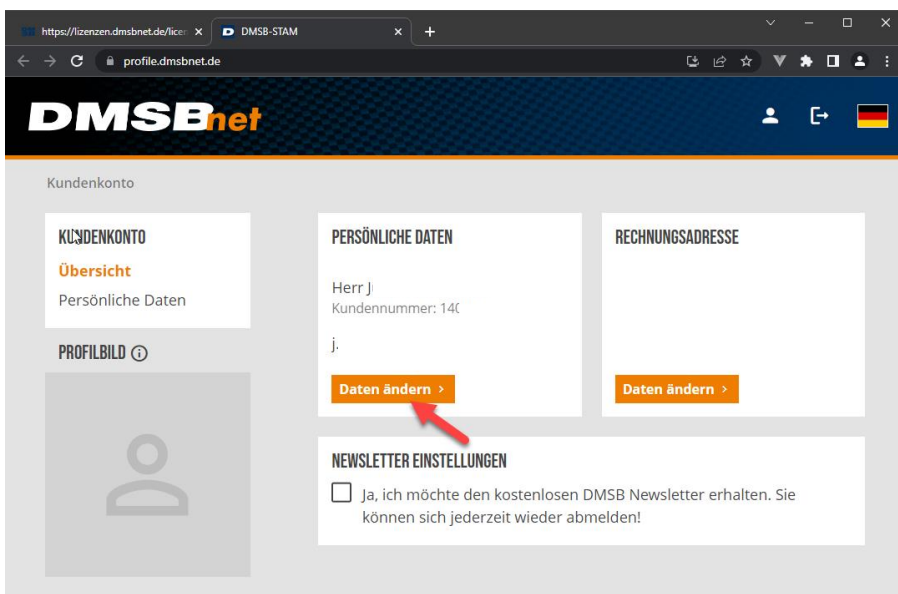 https://lizenzen.dmsbnet.de/licen
DMSB-STAM
profile.dmsbnet.de
DMSBnet
Kundenkonto
KUNDENKONTO
Übersicht
Persönliche Daten
PROFILBILD
PERSÖNLICHE DATEN
Herr J
Kundennummer: 140
j.
Daten ändern
RECHNUNGSADRESSE
Daten ändern
NEWSLETTER EINSTELLUNGEN
Ja, ich möchte den kostenlosen DMSB Newsletter erhalten. Sie
können sich jederzeit wieder abmelden!